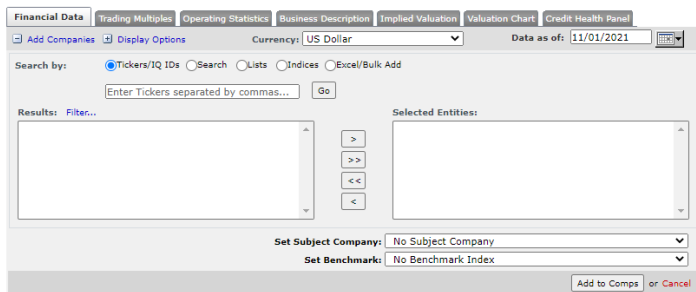 Financial Data Trading Multiples Operating Statistics Business Description Implied Valuation Valuation Chart Credit Health Panel
Add Companies Display Options Currency: US Dollar Data as of: 11/01/2021
Search by: Tickers/IQ IDs Search Lists Indices Excel/Bulk Add
Enter Tickers separated by commas... Go
Results: Filter... Selected Entities:
>
>>
<<
<
Set Subject Company: No Subject Company
Set Benchmark: No Benchmark Index
Add to Comps or Cancel